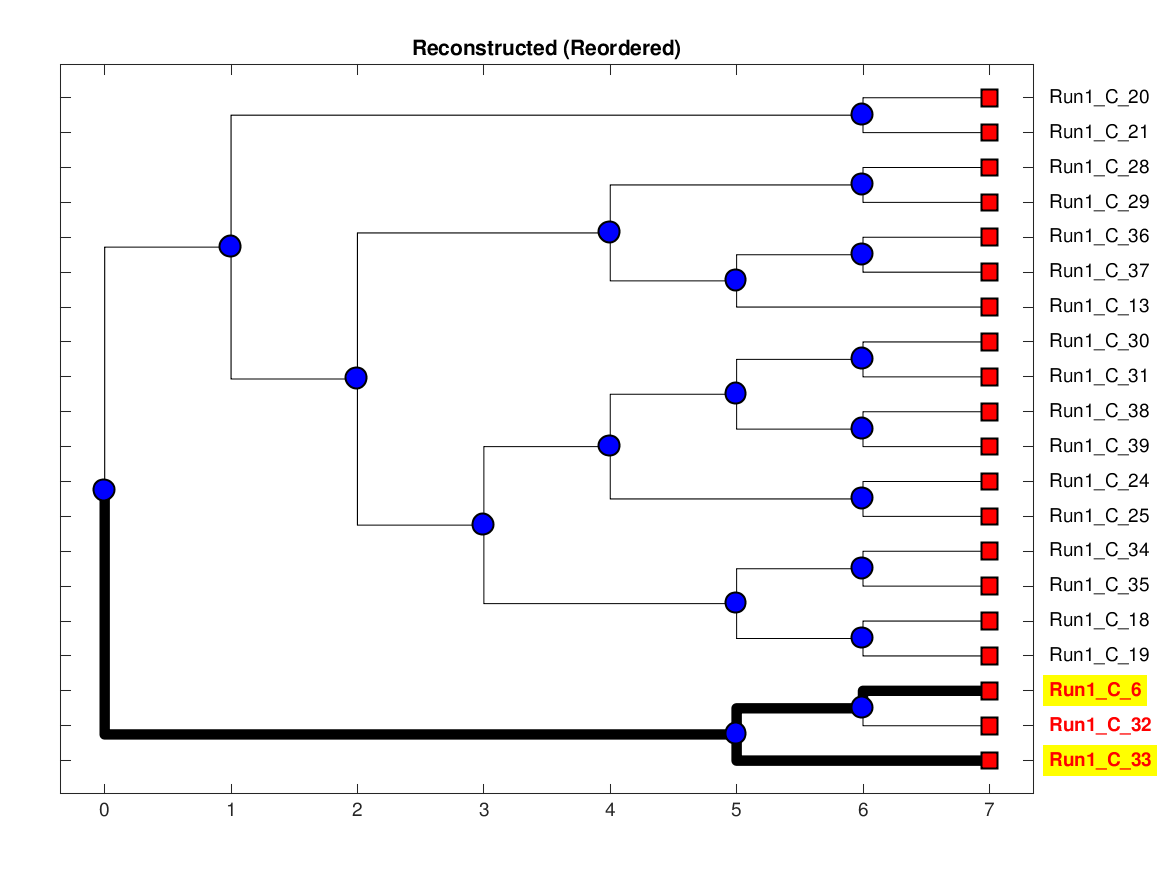 Reconstructed (Reordered)
Run1_C_20
Run1_C_21
Run1_C_28
Run1_C_29
Run1_C_36
Run1_C_37
Run1_C_13
Run1_C_30
Run1_C_31
Run1_C_38
Run1_C_39
Run1_C_24
Run1_C_25
Run1_C_34
Run1_C_35
Run1_C_18
Run1_C_19
Run1_C_6
Run1_C_32
Run1_C_33
0 1 2 3 4 5 6 7